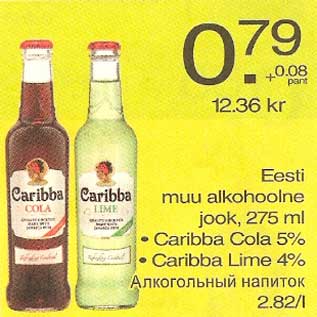 0.79
+0.08
pant
12.36 kr
Eesti
muu alkohoolne
jook, 275 ml
• Caribba Cola 5%
• Caribba Lime 4%
Алкогольный напиток
2.82/l
Caribba
COLA
Caribba
LIME